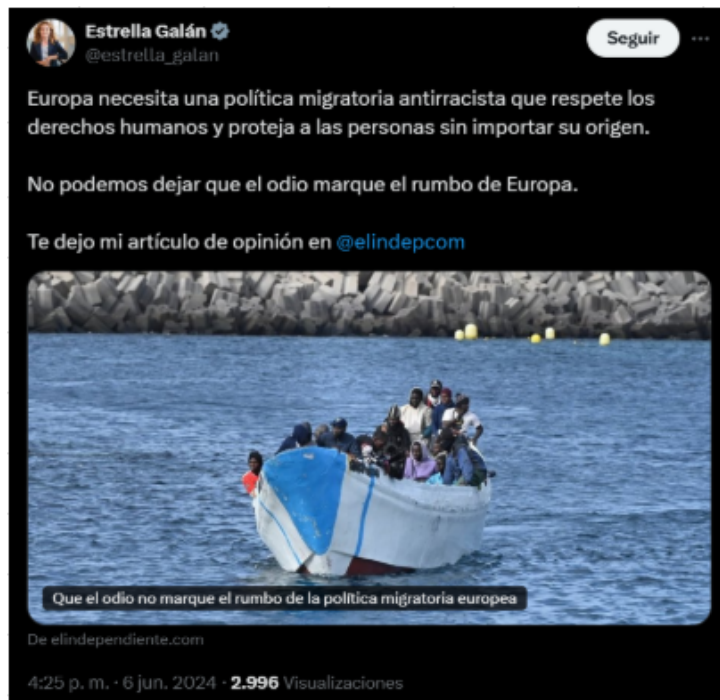 Estrella Galán
@estrella_galan
Seguir
Europa necesita una política migratoria antirracista que respete los
derechos humanos y proteja a las personas sin importar su origen.
No podemos dejar que el odio marque el rumbo de Europa.
Te dejo mi artículo de opinión en @elindepcom
Que el odio no marque el rumbo de la política migratoria europea
De elindependiente.com
4:25 p. m. · 6 jun. 2024 · 2.996 Visualizaciones